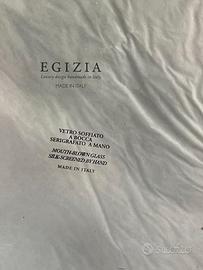 EGIZIA
Luxury design handmade in Italy
MADE IN ITALY
VETRO SOFFIATO
A BOCCA
SERIGRAFATO A MANO
MOUTH-BLOWN GLASS
SILK-SCREENED BY HAND
MADE IN ITALY
Subito